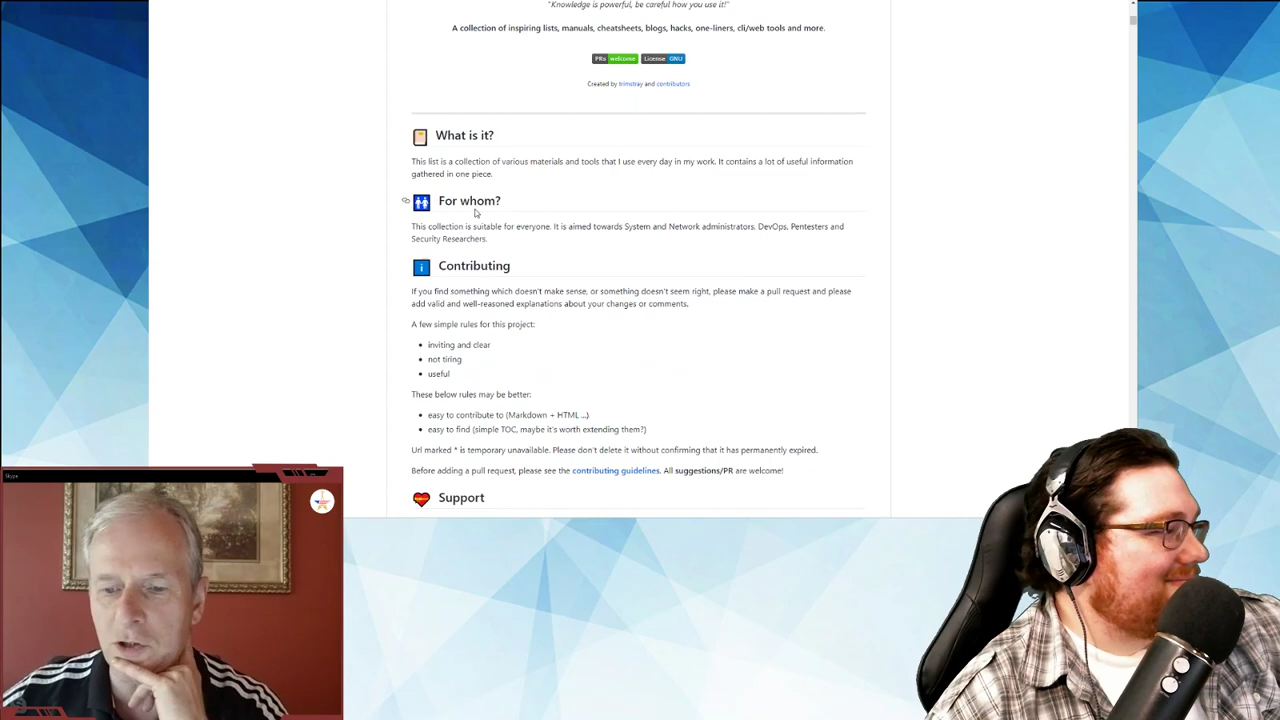 "Knowledge is powerful, be careful how you use it!"
A collection of inspiring lists, manuals, cheatsheets, blogs, hacks, one-liners, cli/web tools and more.
PRs welcome License GNU
Created by trimstray and contributors
What is it?
This list is a collection of various materials and tools that I use every day in my work. It contains a lot of useful information
gathered in one piece.
For whom?
This collection is suitable for everyone. It is aimed towards System and Network administrators. DevOps, Pentesters and
Security Researchers.
i Contributing
If you find something which doesn't make sense, or something doesn't seem right, please make a pull request and please
add valid and well-reasoned explanations about your changes or comments.
A few simple rules for this project:
inviting and clear
not tiring
useful
These below rules may be better:
easy to contribute to (Markdown + HTML ...)
easy to find (simple TOC, maybe it's worth extending them?)
Url marked * is temporary unavailable. Please don't delete it without confirming that it has permanently expired.
Before adding a pull request, please see the contributing guidelines. All suggestions/PR are welcome!
Support
Skype